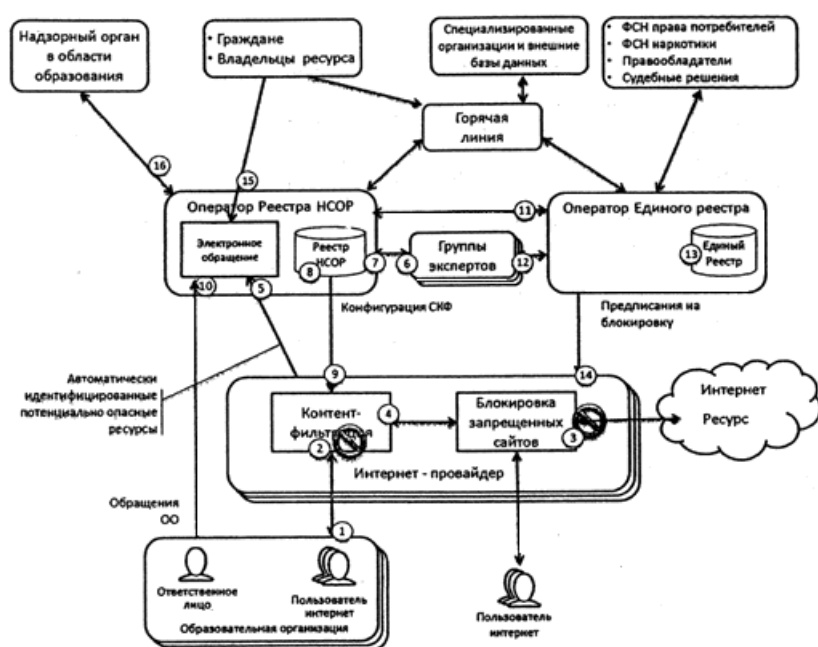 Надзорный орган
в области
образования
• Граждане
• Владельцы ресурса
Специализированные
организации и внешние
базы данных
• ФСН права потребителей
• ФСН наркотики
• Правообладатели
• Судебные решения
Горячая
линия
16
15
Оператор Реестра НСОР
11
Оператор Единого реестра
Электронное
обращение
Реестр
НСОР
8
7
6
Группы
экспертов
12
13
Единый
Реестр
10
5
Конфигурация СКФ
Предписания на
блокировку
9
14
Автоматически
идентифицированные
потенциально опасные
ресурсы
Контент-
2
4
Блокировка
запрещенных
сайтов
3
Интернет
Ресурс
Интернет - провайдер
Обращения
ОО
1
Ответственное
лицо
Пользователь
интернет
Образовательная организация
Пользователь
интернет